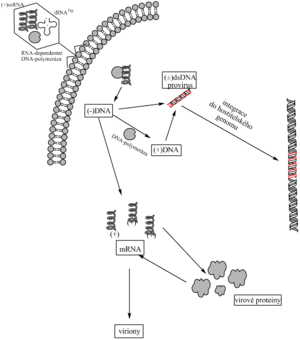 (+)ssRNA
tRNATrp
RNA-dependentní
DNA-polymeráza
(±)dsDNA
provirus
(-)DNA
DNA-polymeráza
(+)DNA
integrace
do hostitelského
genomu
(+)
mRNA
virové proteiny
viriony